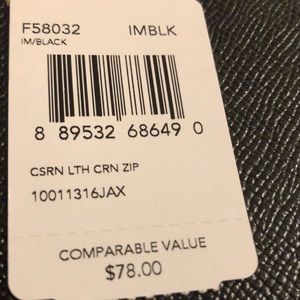 F58032 IMBLK
IM/BLACK
8 89532 68649 0
CSRN LTH CRN ZIP
10011316JAX
COMPARABLE VALUE
$78.00